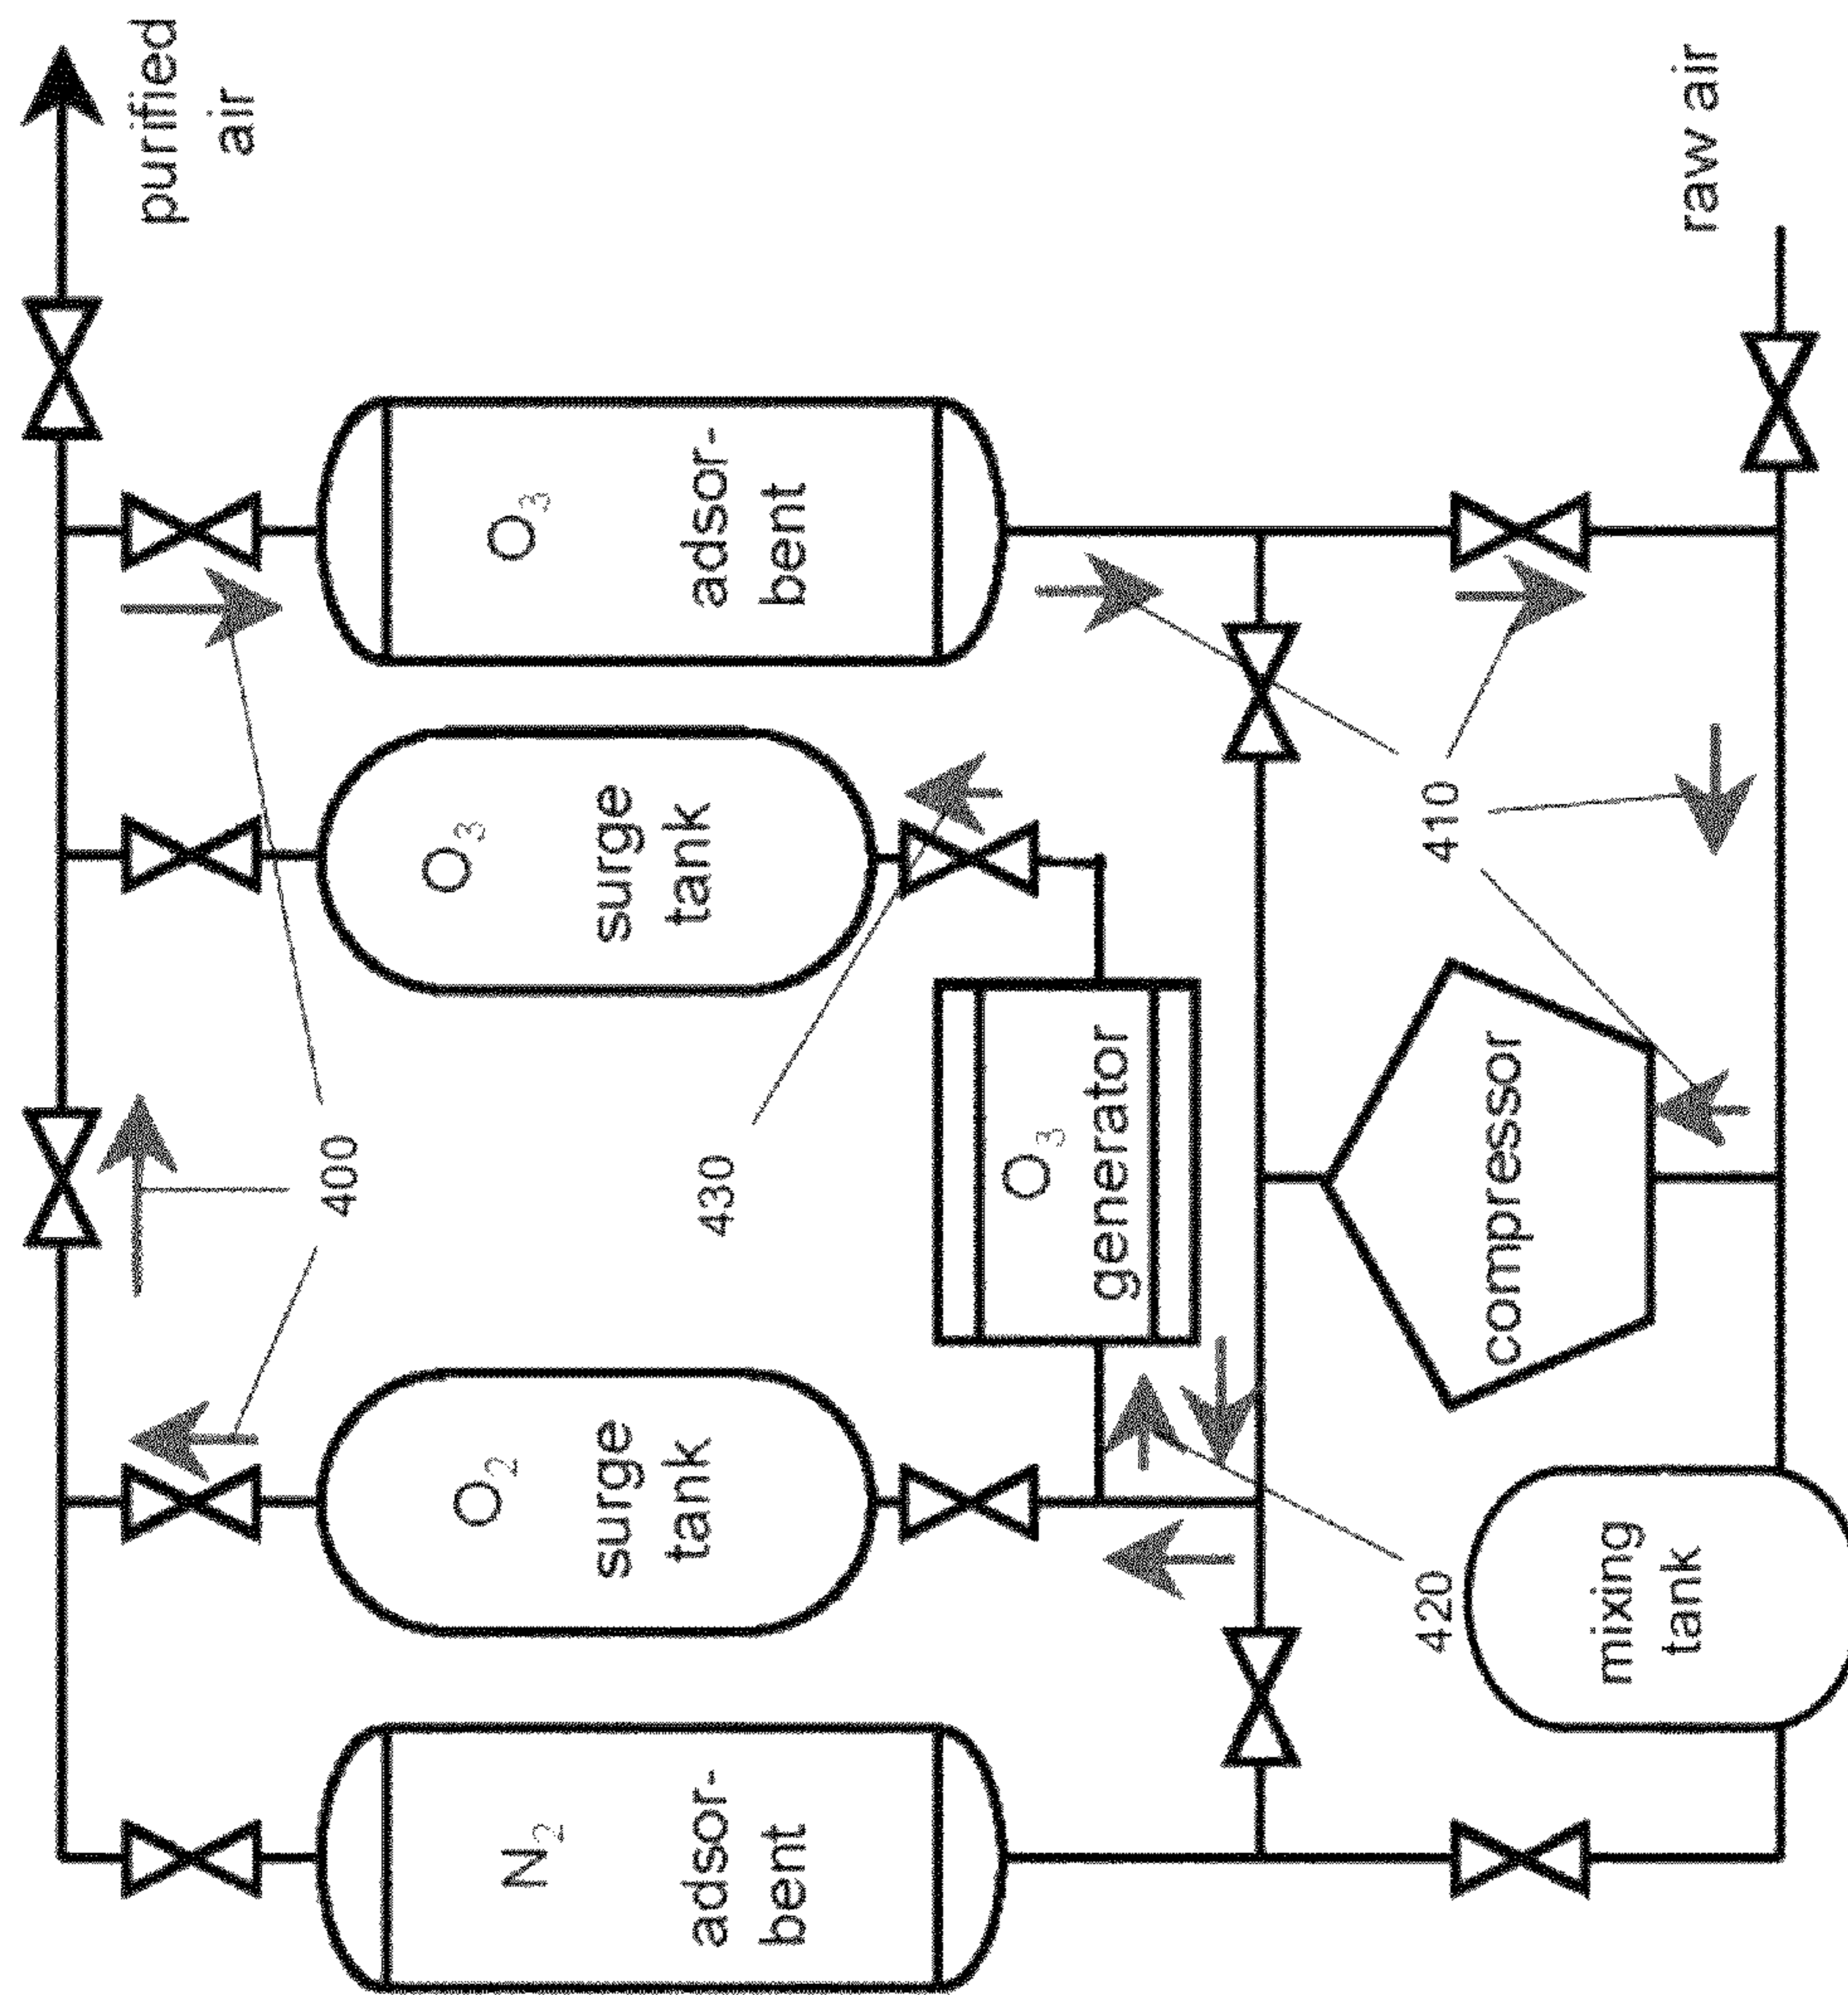 purified
air
raw air
O₃
adsor-
bent
O₃
surge
tank
O₃
generator
O₂
surge
tank
N₂
adsor-
bent
compressor
mixing
tank
400
430
410
420